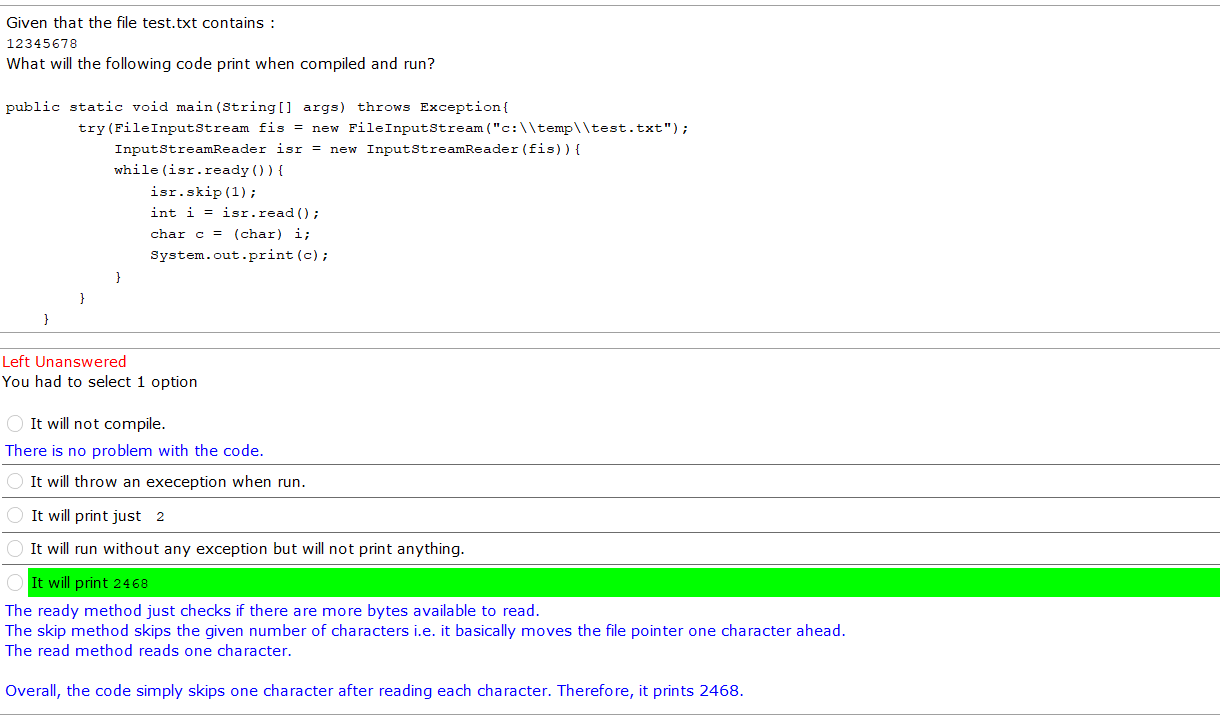 Given that the file test.txt contains :
12345678
What will the following code print when compiled and run?
public static void main(String[] args) throws Exception{
        try(FileInputStream fis = new FileInputStream("c:\\temp\\test.txt");
            InputStreamReader isr = new InputStreamReader(fis)){
            while(isr.ready()){
                isr.skip(1);
                int i = isr.read();
                char c = (char) i;
                System.out.print(c);
            }
        }
    }
Left Unanswered
You had to select 1 option
It will not compile.
There is no problem with the code.
It will throw an exeception when run.
It will print just 2
It will run without any exception but will not print anything.
It will print 2468
The ready method just checks if there are more bytes available to read.
The skip method skips the given number of characters i.e. it basically moves the file pointer one character ahead.
The read method reads one character.
Overall, the code simply skips one character after reading each character. Therefore, it prints 2468.